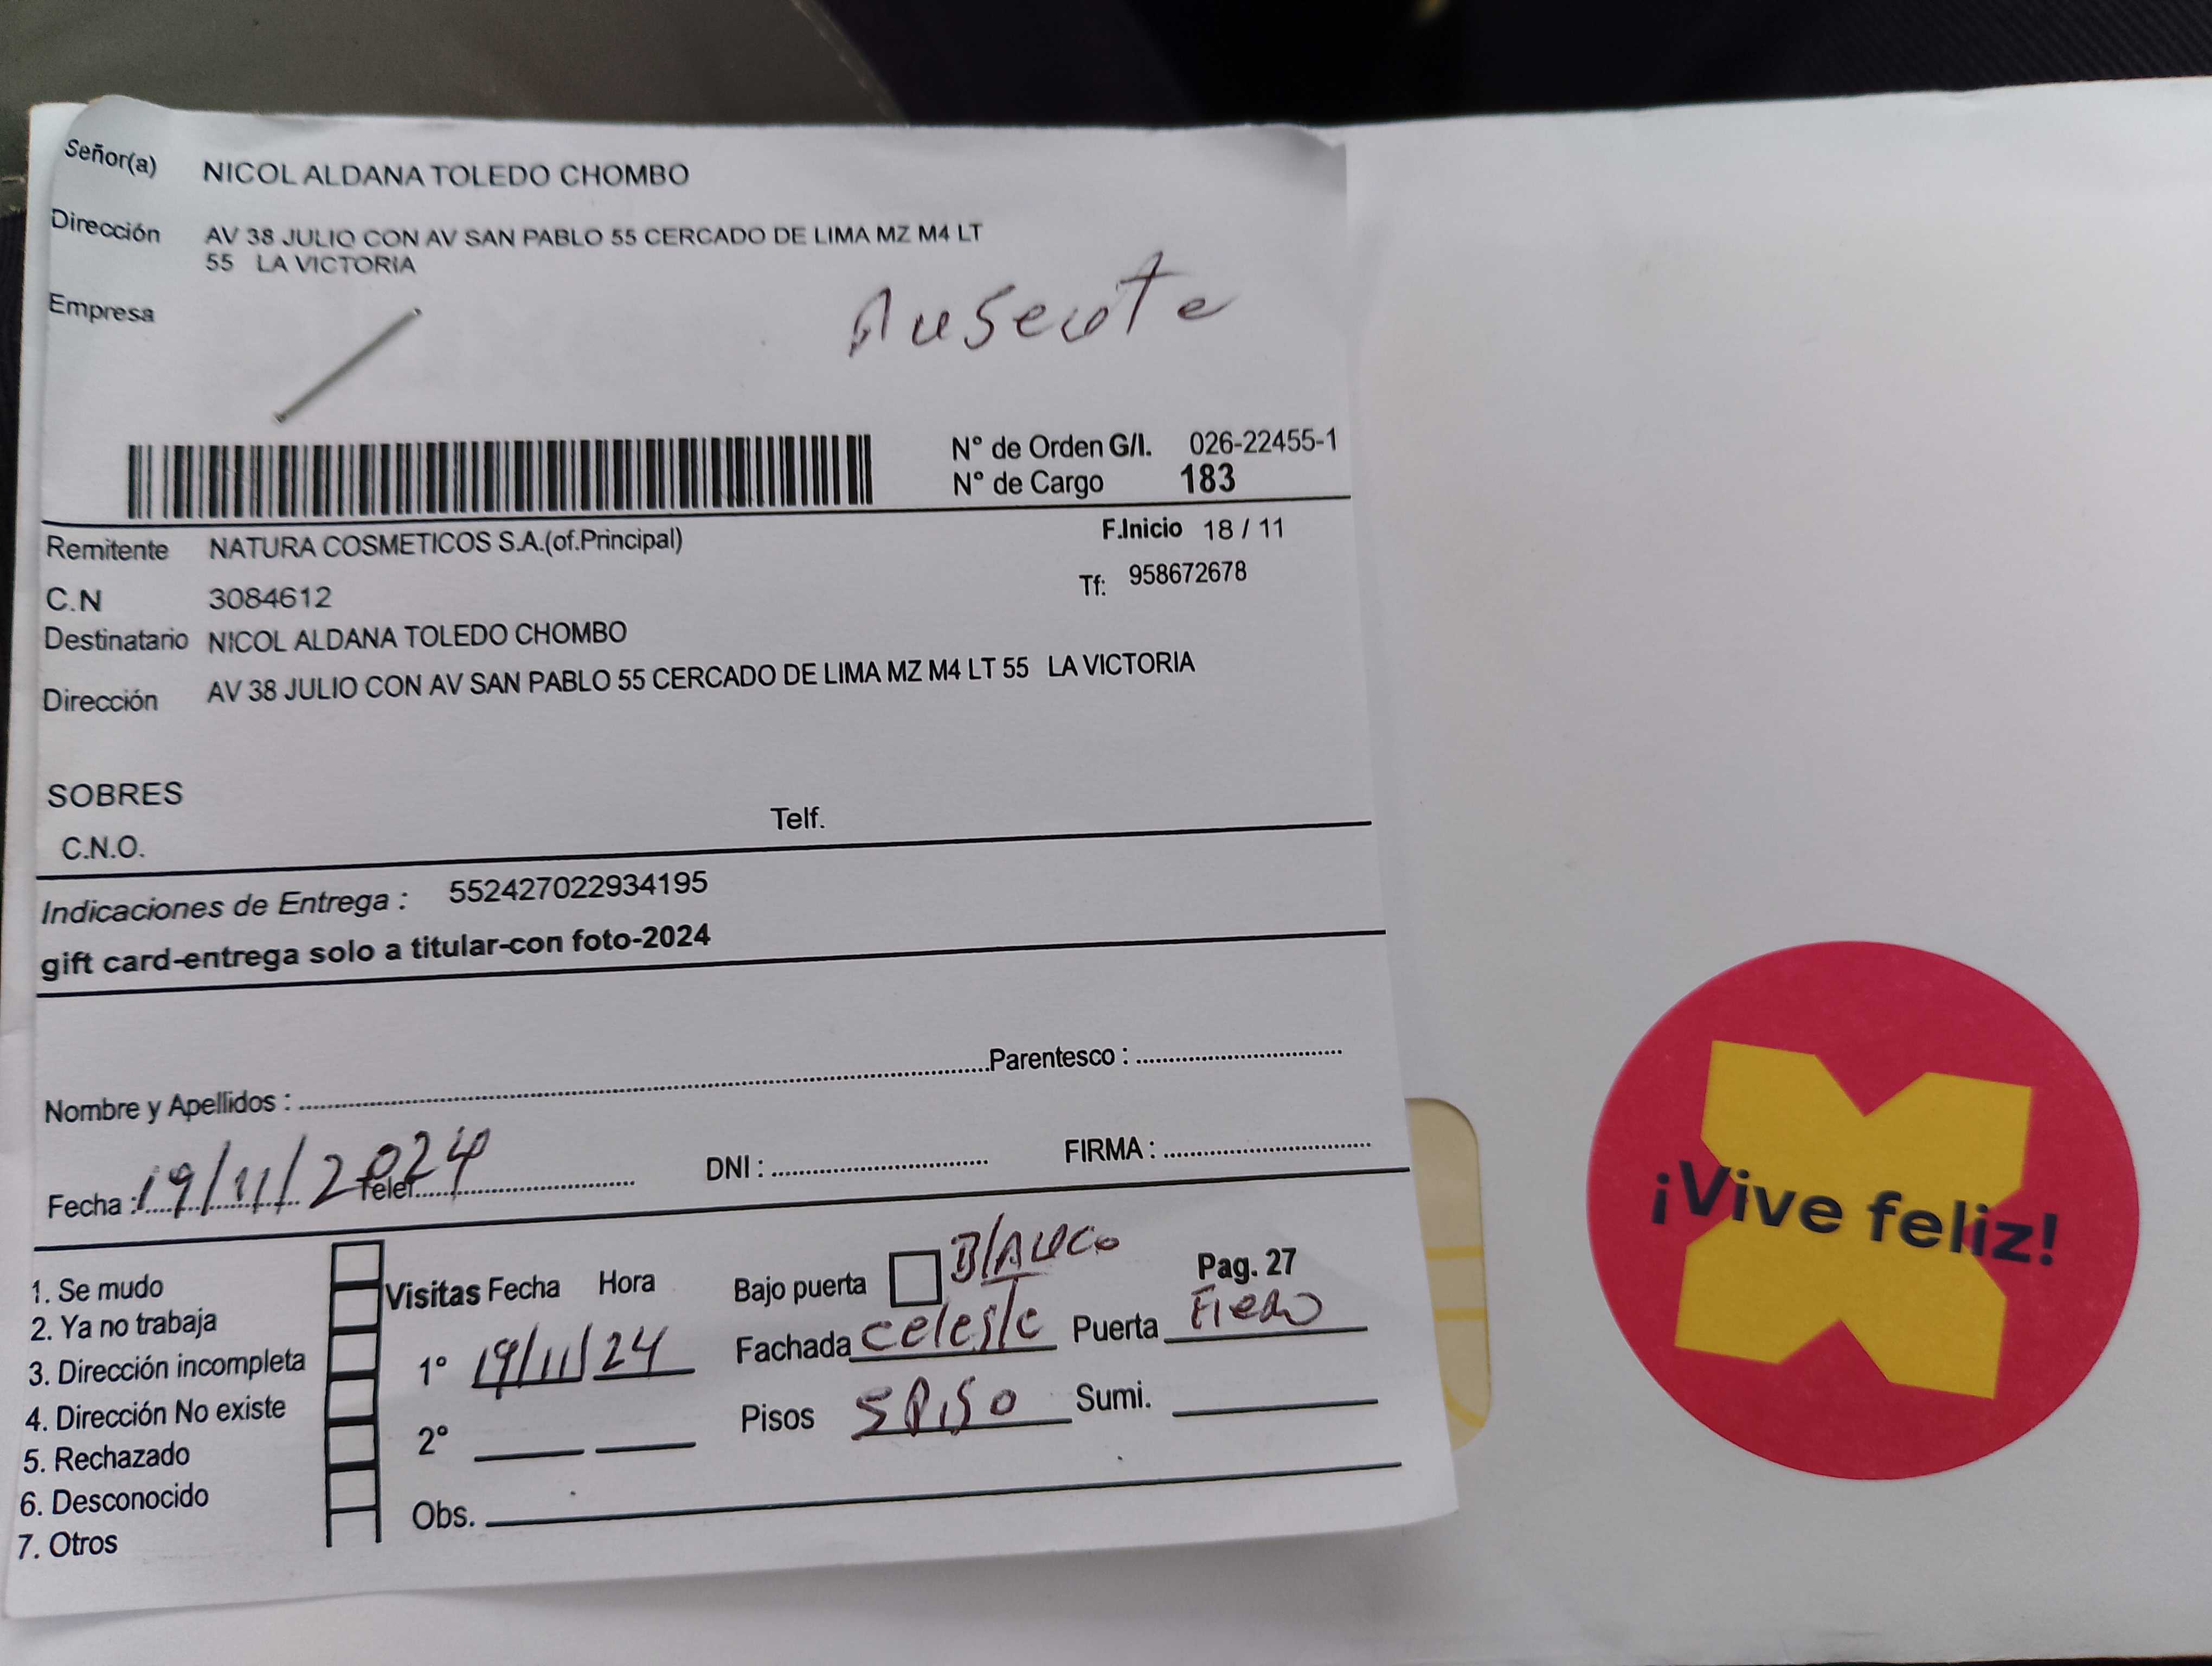 Señor(a) NICOL ALDANA TOLEDO CHOMBO
Dirección AV 38 JULIO CON AV SAN PABLO 55 CERCADO DE LIMA MZ M4 LT
55 LA VICTORIA
Empresa
Ausente
N° de Orden G/I. 026-22455-1
N° de Cargo 183
Remitente NATURA COSMETICOS S.A.(of.Principal) F.Inicio 18 / 11
C.N 3084612 Tf: 958672678
Destinatario NICOL ALDANA TOLEDO CHOMBO
Dirección AV 38 JULIO CON AV SAN PABLO 55 CERCADO DE LIMA MZ M4 LT 55 LA VICTORIA
SOBRES
C.N.O. Telf.
Indicaciones de Entrega : 552427022934195
gift card-entrega solo a titular-con foto-2024
Nombre y Apellidos : Parentesco :
Fecha : 19/11/2024 Telef. DNI : FIRMA :
1. Se mudo
2. Ya no trabaja
3. Dirección incompleta
4. Dirección No existe
5. Rechazado
6. Desconocido
7. Otros
Visitas Fecha Hora
1° 19/11/24
2°
Obs.
Bajo puerta Blanco Pag. 27
Fachada celeste Puerta Fierro
Pisos 5 Piso Sumi.
¡Vive feliz!